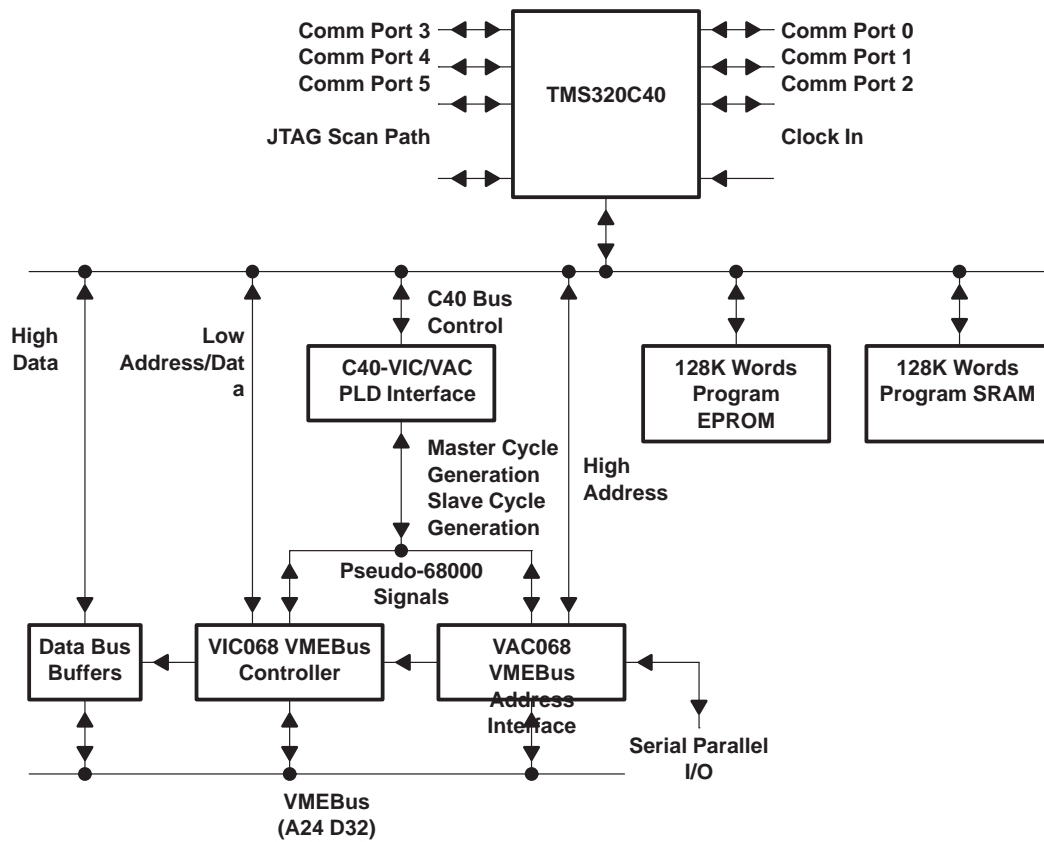 Comm Port 3
Comm Port 4
Comm Port 5
JTAG Scan Path
TMS320C40
Comm Port 0
Comm Port 1
Comm Port 2
Clock In
High
Data
Low
Address/Dat
a
C40 Bus
Control
C40-VIC/VAC
PLD Interface
128K Words
Program
EPROM
128K Words
Program SRAM
Master Cycle
Generation
Slave Cycle
Generation
High
Address
Pseudo-68000
Signals
Data Bus
Buffers
VIC068 VMEBus
Controller
VAC068
VMEBus
Address
Interface
Serial Parallel
I/O
VMEBus
(A24 D32)